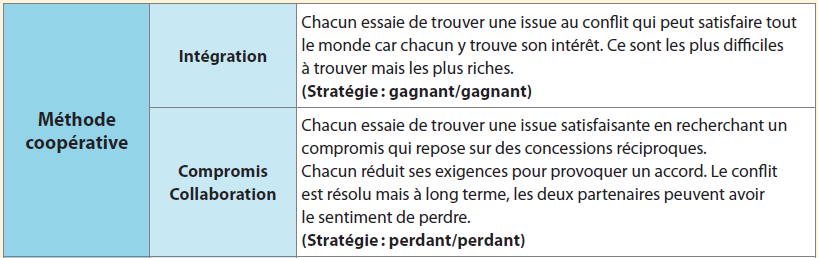 Méthode
coopérative
Intégration
Chacun essaie de trouver une issue au conflit qui peut satisfaire tout
le monde car chacun y trouve son intérêt. Ce sont les plus difficiles
à trouver mais les plus riches.
(Stratégie : gagnant/gagnant)
Compromis
Collaboration
Chacun essaie de trouver une issue satisfaisante en recherchant un
compromis qui repose sur des concessions réciproques.
Chacun réduit ses exigences pour provoquer un accord. Le conflit
est résolu mais à long terme, les deux partenaires peuvent avoir
le sentiment de perdre.
(Stratégie : perdant/perdant)